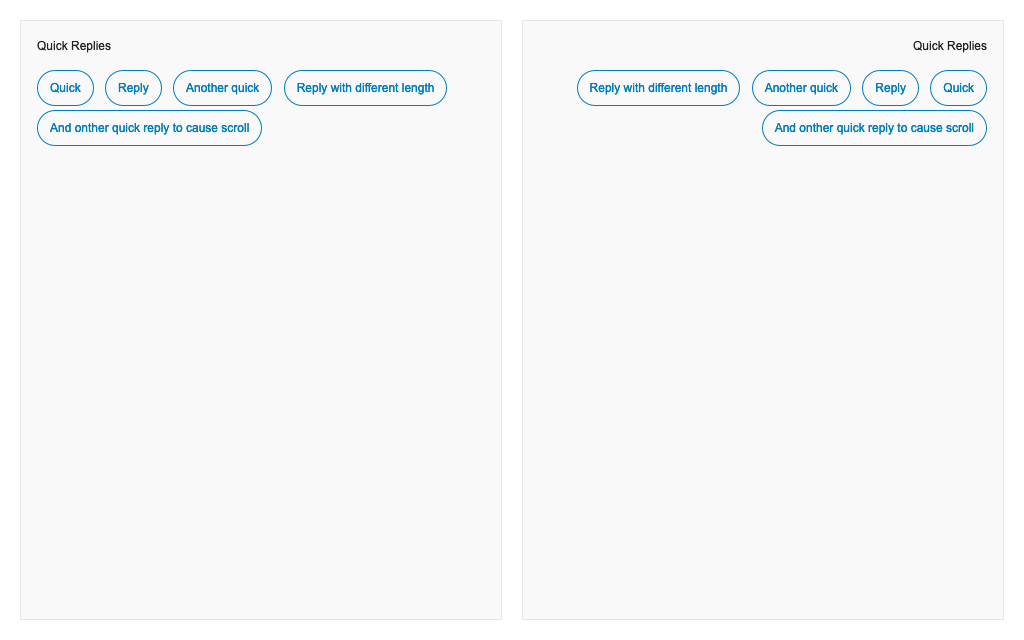 Quick Replies
Quick Reply Another quick Reply with different length
And onther quick reply to cause scroll
Quick Replies
Reply with different length Another quick Reply Quick
And onther quick reply to cause scroll